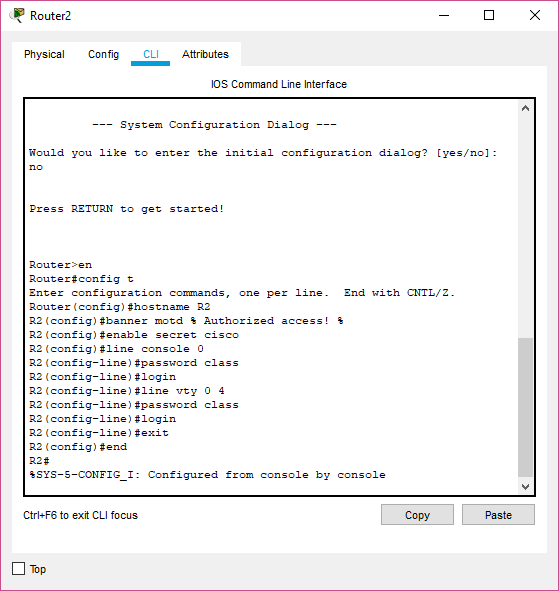 Router2
Physical Config CLI Attributes
IOS Command Line Interface
--- System Configuration Dialog ---
Would you like to enter the initial configuration dialog? [yes/no]:
no
Press RETURN to get started!
Router>en
Router#config t
Enter configuration commands, one per line.  End with CNTL/Z.
Router(config)#hostname R2
R2(config)#banner motd % Authorized access! %
R2(config)#enable secret cisco
R2(config)#line console 0
R2(config-line)#password class
R2(config-line)#login
R2(config-line)#line vty 0 4
R2(config-line)#password class
R2(config-line)#login
R2(config-line)#exit
R2(config)#end
R2#
%SYS-5-CONFIG_I: Configured from console by console
Ctrl+F6 to exit CLI focus
Copy Paste
Top